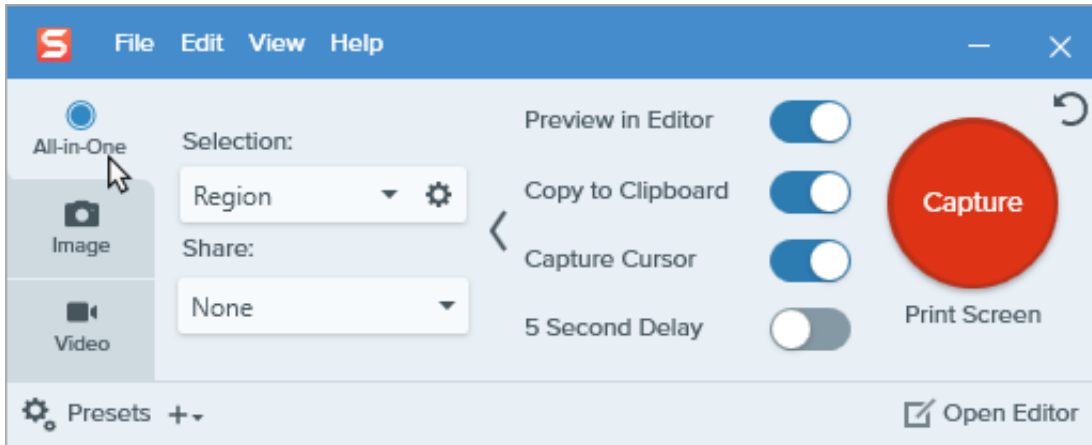 S File Edit View Help
All-in-One
Image
Video
Selection:
Region
Share:
None
Preview in Editor
Copy to Clipboard
Capture Cursor
5 Second Delay
Capture
Print Screen
Presets
Open Editor